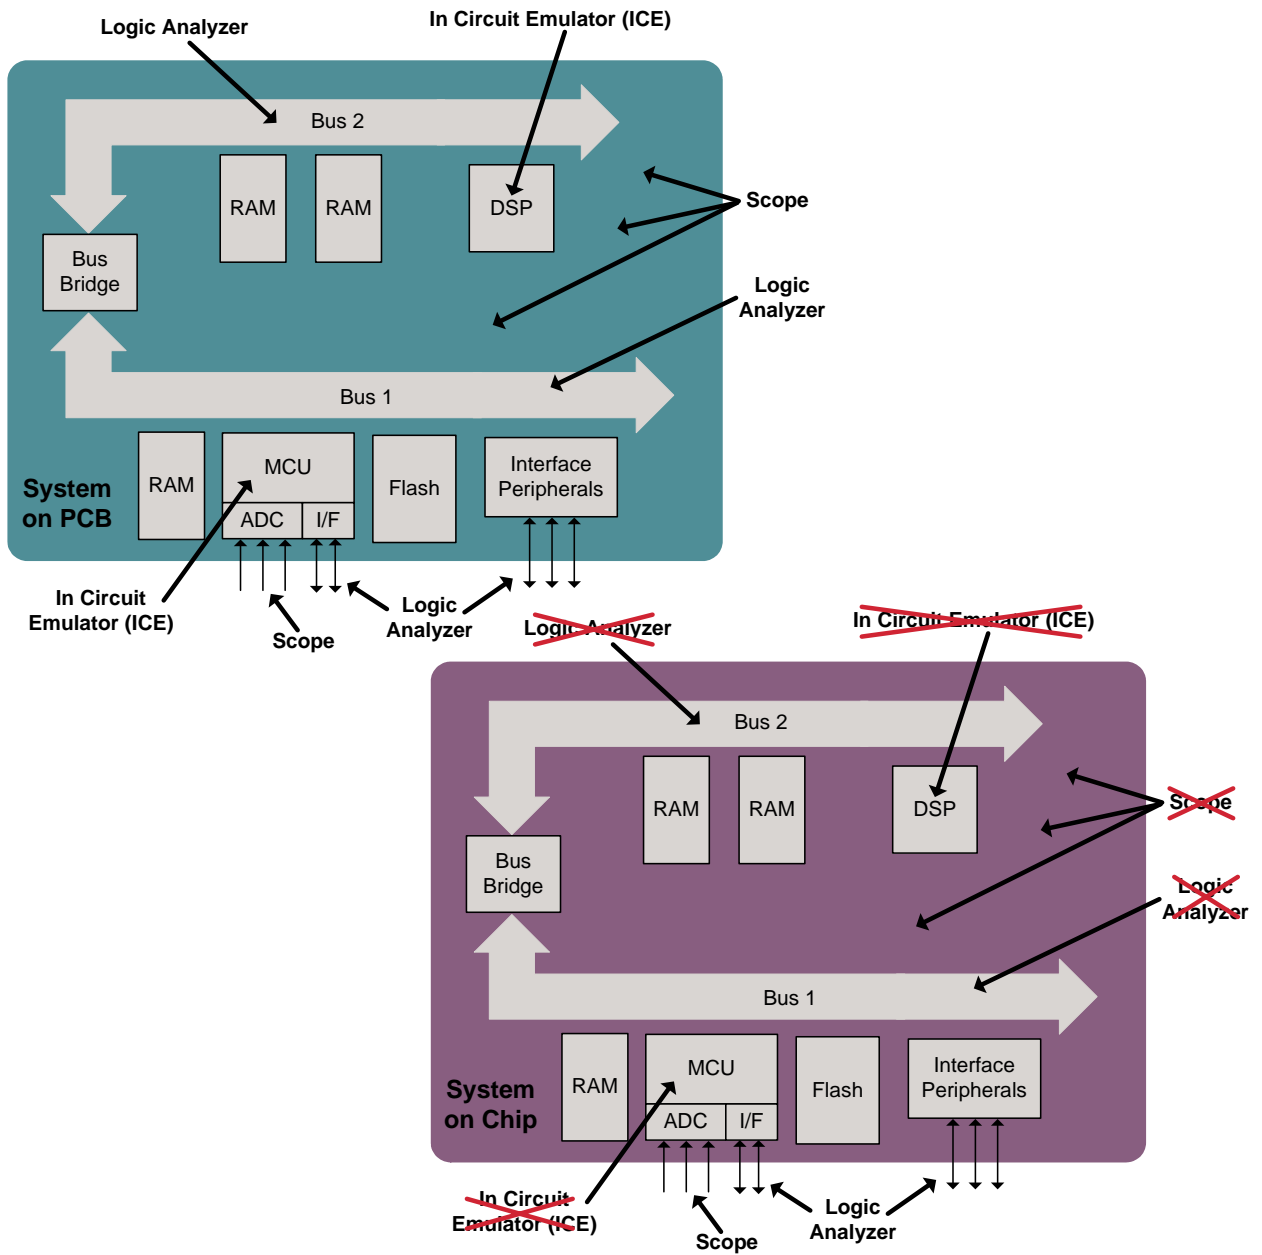 Logic Analyzer
In Circuit Emulator (ICE)
Bus 2
RAM
RAM
DSP
Scope
Bus
Bridge
Logic
Analyzer
Bus 1
RAM
MCU
ADC
I/F
Flash
Interface
Peripherals
System
on PCB
In Circuit
Emulator (ICE)
Scope
Logic
Analyzer
Logic Analyzer
In Circuit Emulator (ICE)
Bus 2
RAM
RAM
DSP
Scope
Bus
Bridge
Logic
Analyzer
Bus 1
RAM
MCU
ADC
I/F
Flash
Interface
Peripherals
System
on Chip
In Circuit
Emulator (ICE)
Scope
Logic
Analyzer